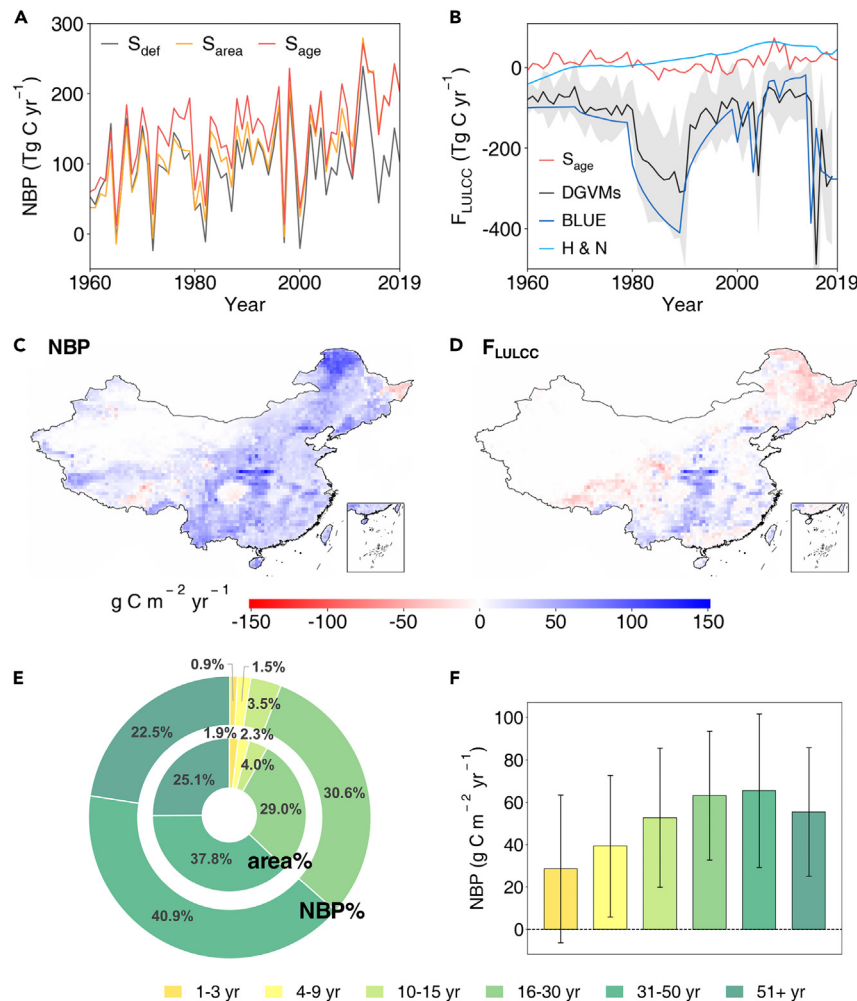 A
S_def S_area S_age
NBP (Tg C yr⁻¹)
300
200
100
0
1960 1980 2000 2019
Year
B
F_LULCC (Tg C yr⁻¹)
0
-200
-400
S_age
DGVMs
BLUE
H & N
1960 1980 2000 2019
Year
C NBP
D F_LULCC
g C m⁻² yr⁻¹
-150 -100 -50 0 50 100 150
E
0.9% 1.5%
3.5%
22.5%
1.9% 2.3%
4.0%
25.1%
29.0%
30.6%
37.8%
area%
NBP%
40.9%
F
NBP (g C m⁻² yr⁻¹)
100
80
60
40
20
0
1-3 yr 4-9 yr 10-15 yr 16-30 yr 31-50 yr 51+ yr